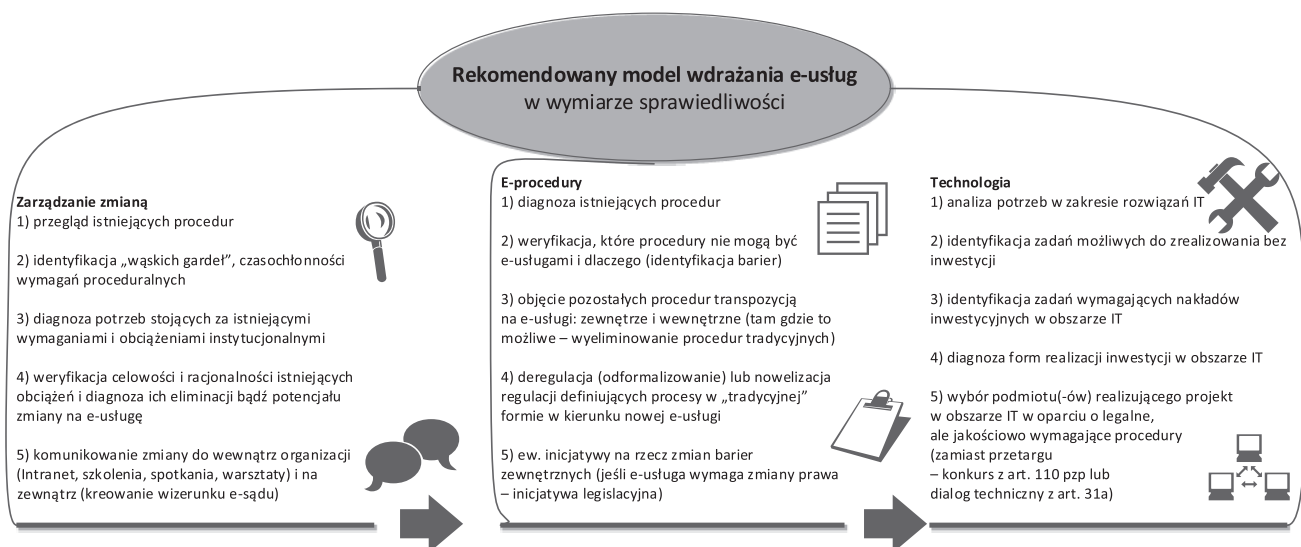 Rekomendowany model wdrażania e-usług
w wymiarze sprawiedliwości
Zarządzanie zmianą
1) przegląd istniejących procedur
2) identyfikacja „wąskich gardeł”, czasochłonności
wymagań proceduralnych
3) diagnoza potrzeb stojących za istniejącymi
wymaganiami i obciążeniami instytucjonalnymi
4) weryfikacja celowości i racjonalności istniejących
obciążeń i diagnoza ich eliminacji bądź potencjału
zmiany na e-usługę
5) komunikowanie zmiany do wewnątrz organizacji
(Intranet, szkolenia, spotkania, warsztaty) i na
zewnątrz (kreowanie wizerunku e-sądu)
E-procedury
1) diagnoza istniejących procedur
2) weryfikacja, które procedury nie mogą być
e-usługami i dlaczego (identyfikacja barier)
3) objęcie pozostałych procedur transpozycją
na e-usługi: zewnętrze i wewnętrzne (tam gdzie to
możliwe – wyeliminowanie procedur tradycyjnych)
4) deregulacja (odformalizowanie) lub nowelizacja
regulacji definiujących procesy w „tradycyjnej”
formie w kierunku nowej e-usługi
5) ew. inicjatywy na rzecz zmian barier
zewnętrznych (jeśli e-usługa wymaga zmiany prawa
– inicjatywa legislacyjna)
Technologia
1) analiza potrzeb w zakresie rozwiązań IT
2) identyfikacja zadań możliwych do zrealizowania bez
inwestycji
3) identyfikacja zadań wymagających nakładów
inwestycyjnych w obszarze IT
4) diagnoza form realizacji inwestycji w obszarze IT
5) wybór podmiotu(-ów) realizującego projekt
w obszarze IT w oparciu o legalne,
ale jakościowo wymagające procedury
(zamiast przetargu
– konkurs z art. 110 pzp lub
dialog techniczny z art. 31a)